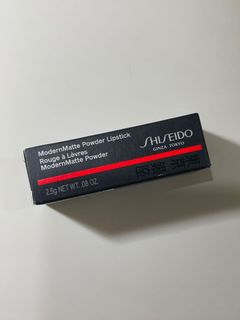 ModernMatte Powder Lipstick
Rouge à Lèvres
ModernMatte Powder
2.5g NET WT. .08 OZ.
SHISEIDO
GINZA TOKYO